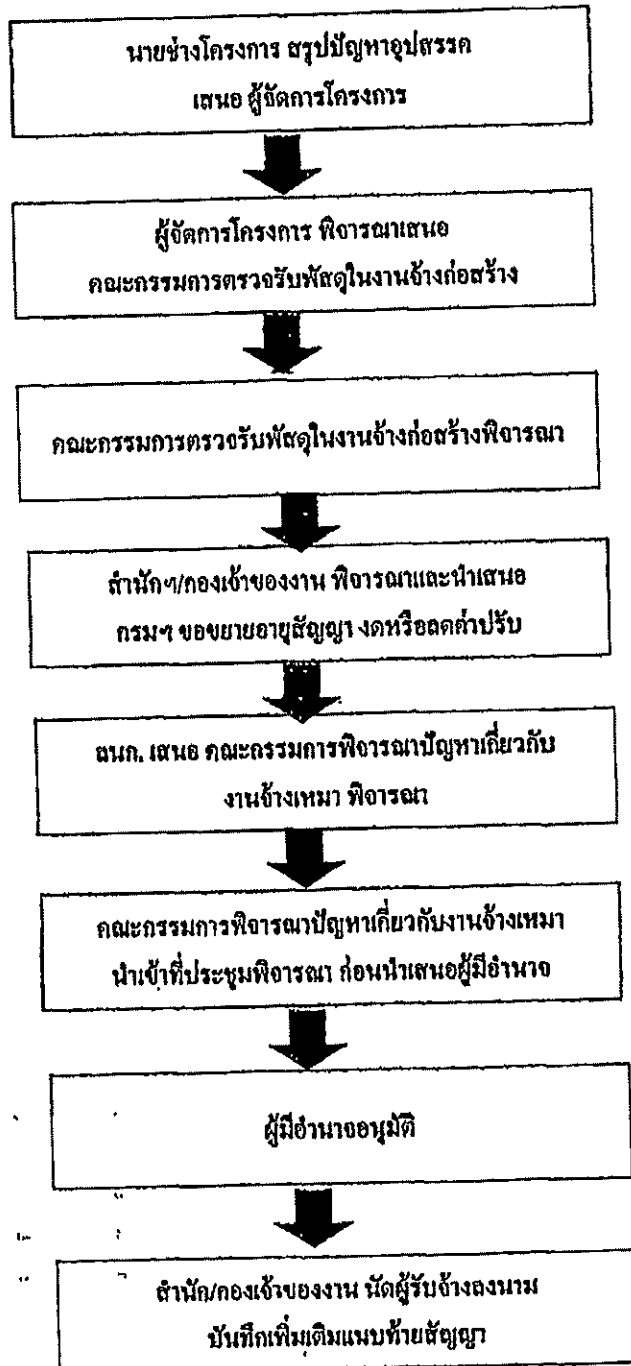 นายช่างโครงการ สรุปปัญหาอุปสรรค
เสนอ ผู้จัดการโครงการ
ผู้จัดการโครงการ พิจารณาเสนอ
คณะกรรมการตรวจรับพัสดุในงานจ้างก่อสร้าง
คณะกรรมการตรวจรับพัสดุในงานจ้างก่อสร้างพิจารณา
สำนักฯ/กองเจ้าของงาน พิจารณาและนำเสนอ
กรมฯ ขอขยายอายุสัญญา งดหรือลดค่าปรับ
ลนก. เสนอ คณะกรรมการพิจารณาปัญหาเกี่ยวกับ
งานจ้างเหมา พิจารณา
คณะกรรมการพิจารณาปัญหาเกี่ยวกับงานจ้างเหมา
นำเข้าที่ประชุมพิจารณา ก่อนนำเสนอผู้มีอำนาจ
ผู้มีอำนาจอนุมัติ
สำนัก/กองเจ้าของงาน นัดผู้รับจ้างลงนาม
บันทึกเพิ่มเติมแนบท้ายสัญญา